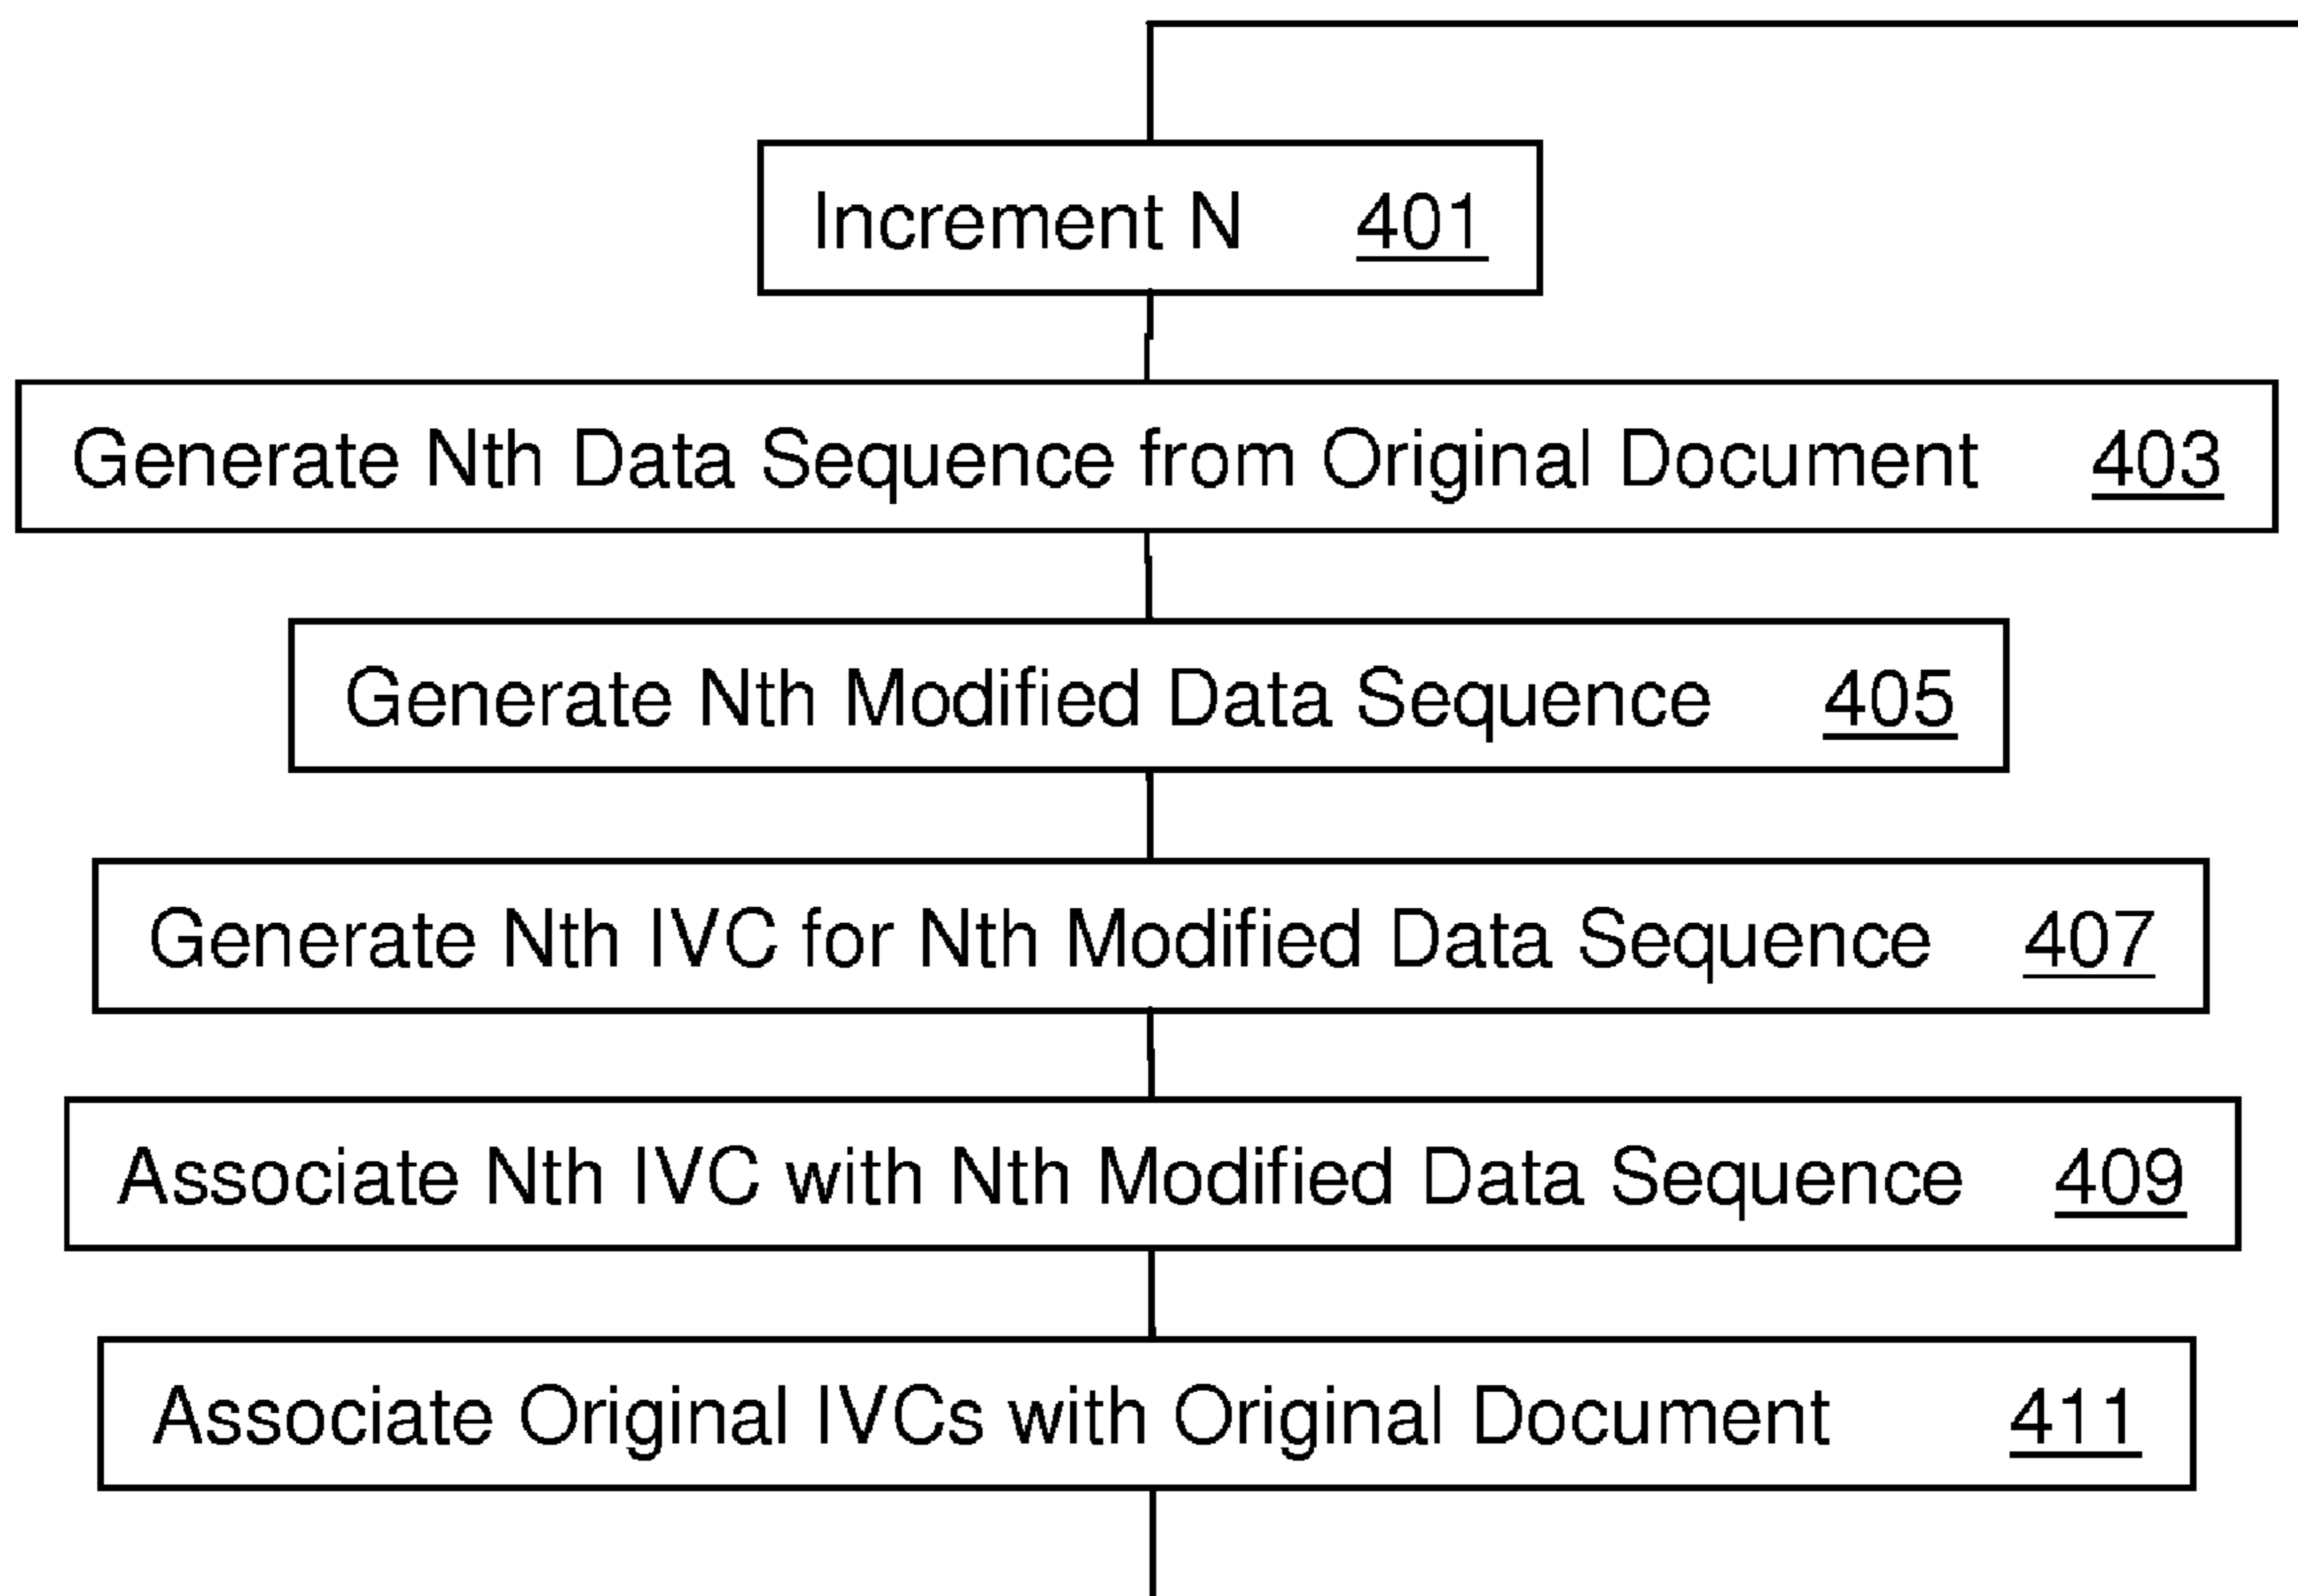 Increment N 401
Generate Nth Data Sequence from Original Document 403
Generate Nth Modified Data Sequence 405
Generate Nth IVC for Nth Modified Data Sequence 407
Associate Nth IVC with Nth Modified Data Sequence 409
Associate Original IVCs with Original Document 411